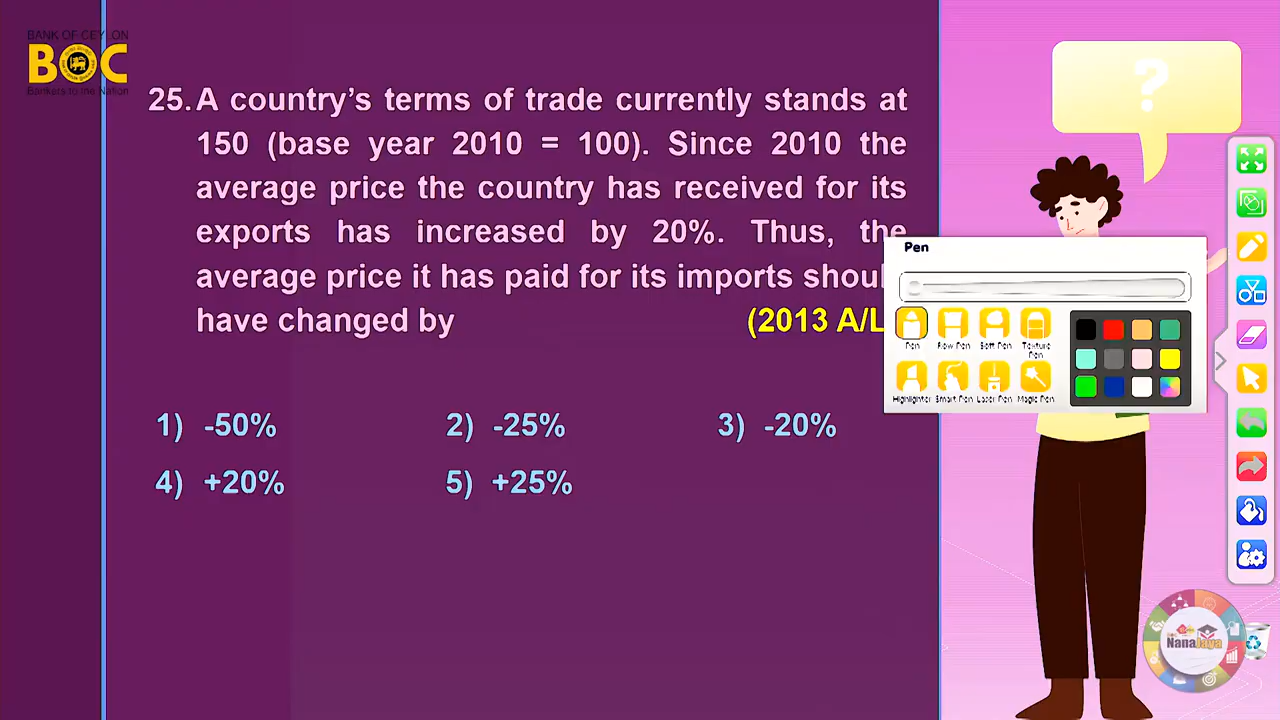 BANK OF CEYLON
BOC
Bankers to the Nation
25. A country's terms of trade currently stands at
150 (base year 2010 = 100). Since 2010 the
average price the country has received for its
exports has increased by 20%. Thus, the
average price it has paid for its imports shoul
have changed by (2013 A/L
1) -50% 2) -25% 3) -20%
4) +20% 5) +25%
?
Pen
Pen Row Pen Soft Pen Texture Pen
Highlighter Smart Pen Laser Pen Magic Pen
NanaJaya